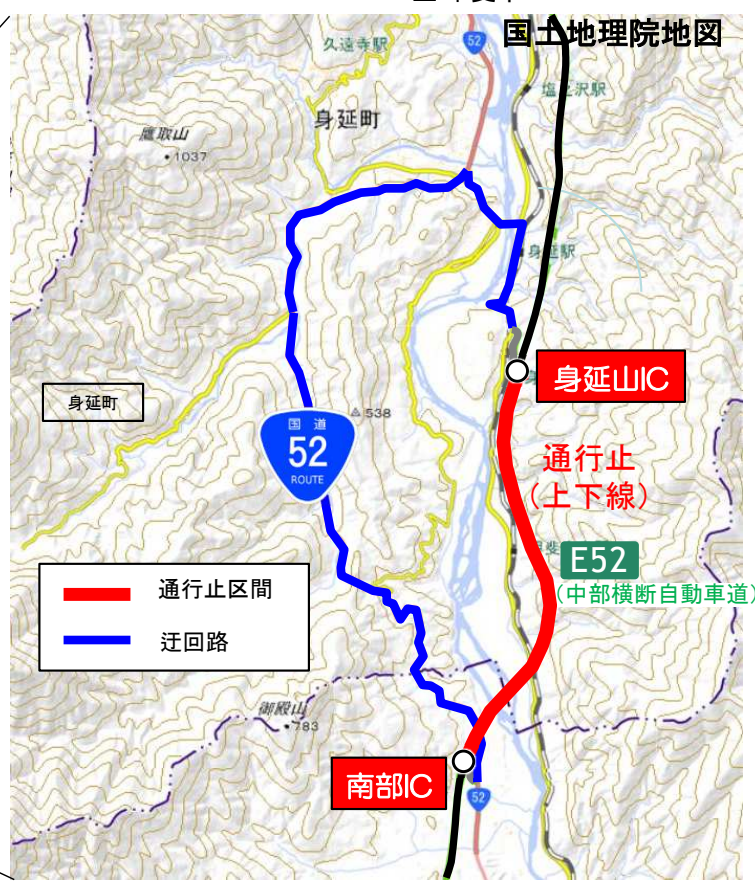 国土地理院地図
久遠寺駅
52
塩之沢駅
身延町
鷹取山
1037
身延駅
身延山IC
身延町
538
国道
52
ROUTE
通行止
(上下線)
E52
(中部横断自動車道)
通行止区間
迂回路
御殿山
783
南部IC
52